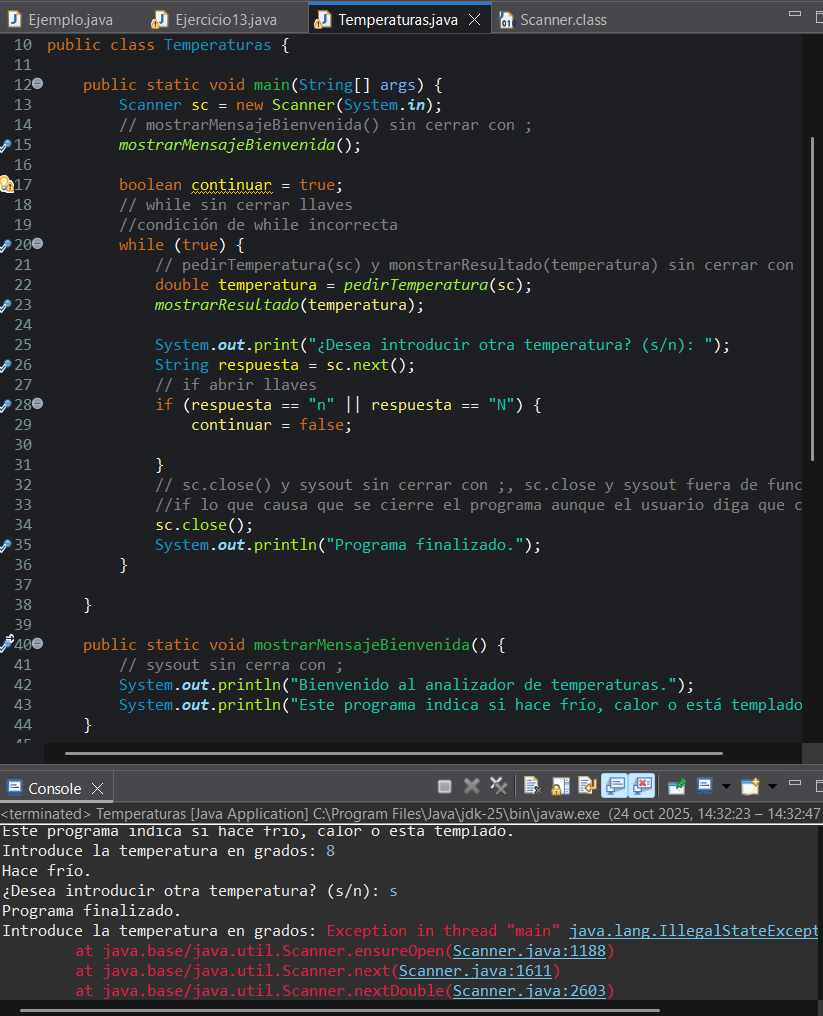 Ejemplo.java Ejercicio13.java Temperaturas.java Scanner.class
10 public class Temperaturas {
11
12 public static void main(String[] args) {
13 Scanner sc = new Scanner(System.in);
14 // mostrarMensajeBienvenida() sin cerrar con ;
15 mostrarMensajeBienvenida();
16
17 boolean continuar = true;
18 // while sin cerrar llaves
19 //condición de while incorrecta
20 while (true) {
21 // pedirTemperatura(sc) y monstrarResultado(temperatura) sin cerrar con
22 double temperatura = pedirTemperatura(sc);
23 mostrarResultado(temperatura);
24
25 System.out.print("¿Desea introducir otra temperatura? (s/n): ");
26 String respuesta = sc.next();
27 // if abrir llaves
28 if (respuesta == "n" || respuesta == "N") {
29 continuar = false;
30
31 }
32 // sc.close() y sysout sin cerrar con ;, sc.close y sysout fuera de func
33 //if lo que causa que se cierre el programa aunque el usuario diga que c
34 sc.close();
35 System.out.println("Programa finalizado.");
36 }
37
38 }
39
40 public static void mostrarMensajeBienvenida() {
41 // sysout sin cerra con ;
42 System.out.println("Bienvenido al analizador de temperaturas.");
43 System.out.println("Este programa indica si hace frío, calor o está templado
44 }
Console
<terminated> Temperaturas [Java Application] C:\Program Files\Java\jdk-25\bin\javaw.exe (24 oct 2025, 14:32:23 – 14:32:47
Este programa indica si hace frío, calor o está templado.
Introduce la temperatura en grados: 8
Hace frío.
¿Desea introducir otra temperatura? (s/n): s
Programa finalizado.
Introduce la temperatura en grados: Exception in thread "main" java.lang.IllegalStateExcept
at java.base/java.util.Scanner.ensureOpen(Scanner.java:1188)
at java.base/java.util.Scanner.next(Scanner.java:1611)
at java.base/java.util.Scanner.nextDouble(Scanner.java:2603)